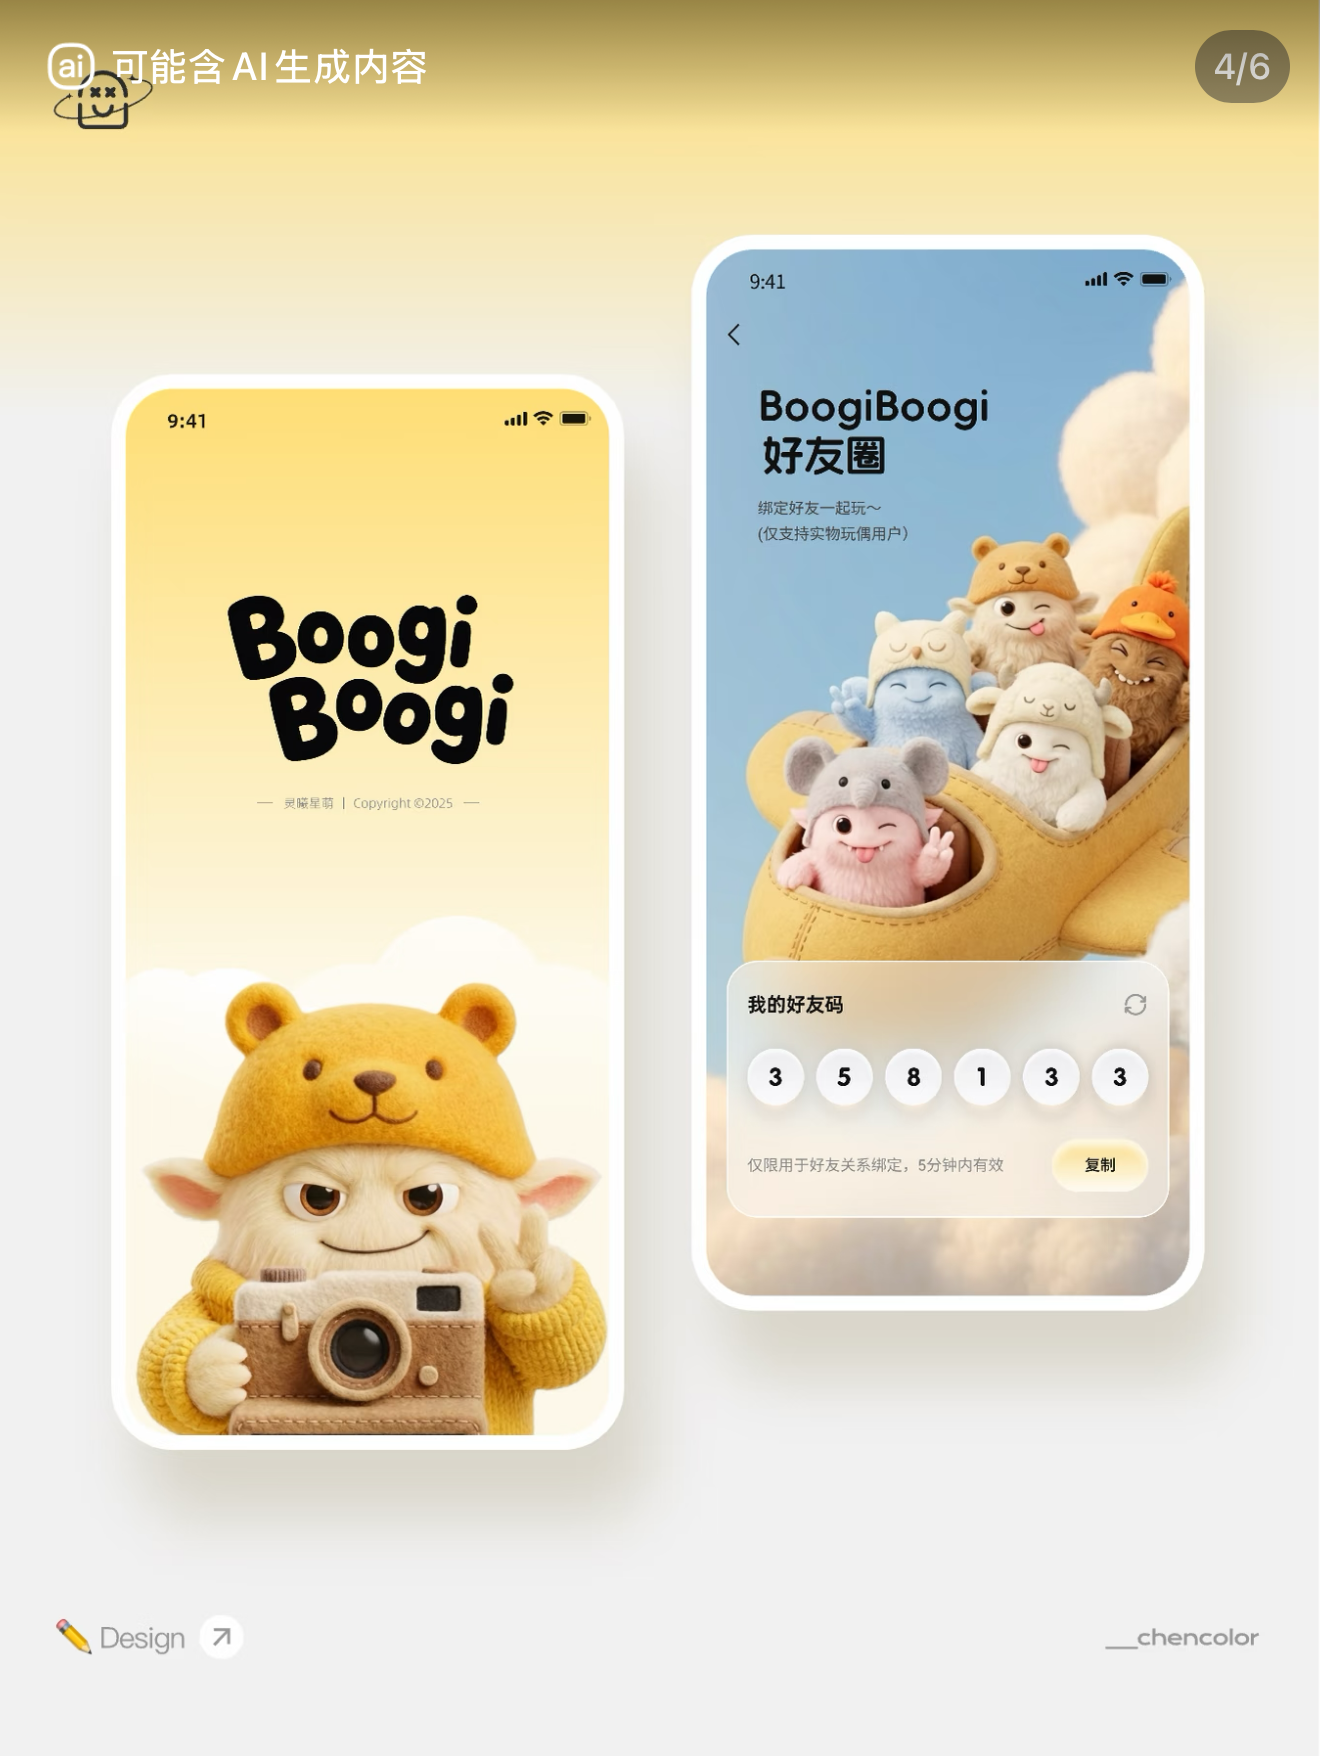 ai 可能含AI生成内容
4/6
9:41
Boogi
Boogi
灵曦星萌 | Copyright ©2025
9:41
BoogiBoogi
好友圈
绑定好友一起玩～
(仅支持实物玩偶用户）
我的好友码
3 5 8 1 3 3
仅限用于好友关系绑定，5分钟内有效
复制
Design
__chencolor